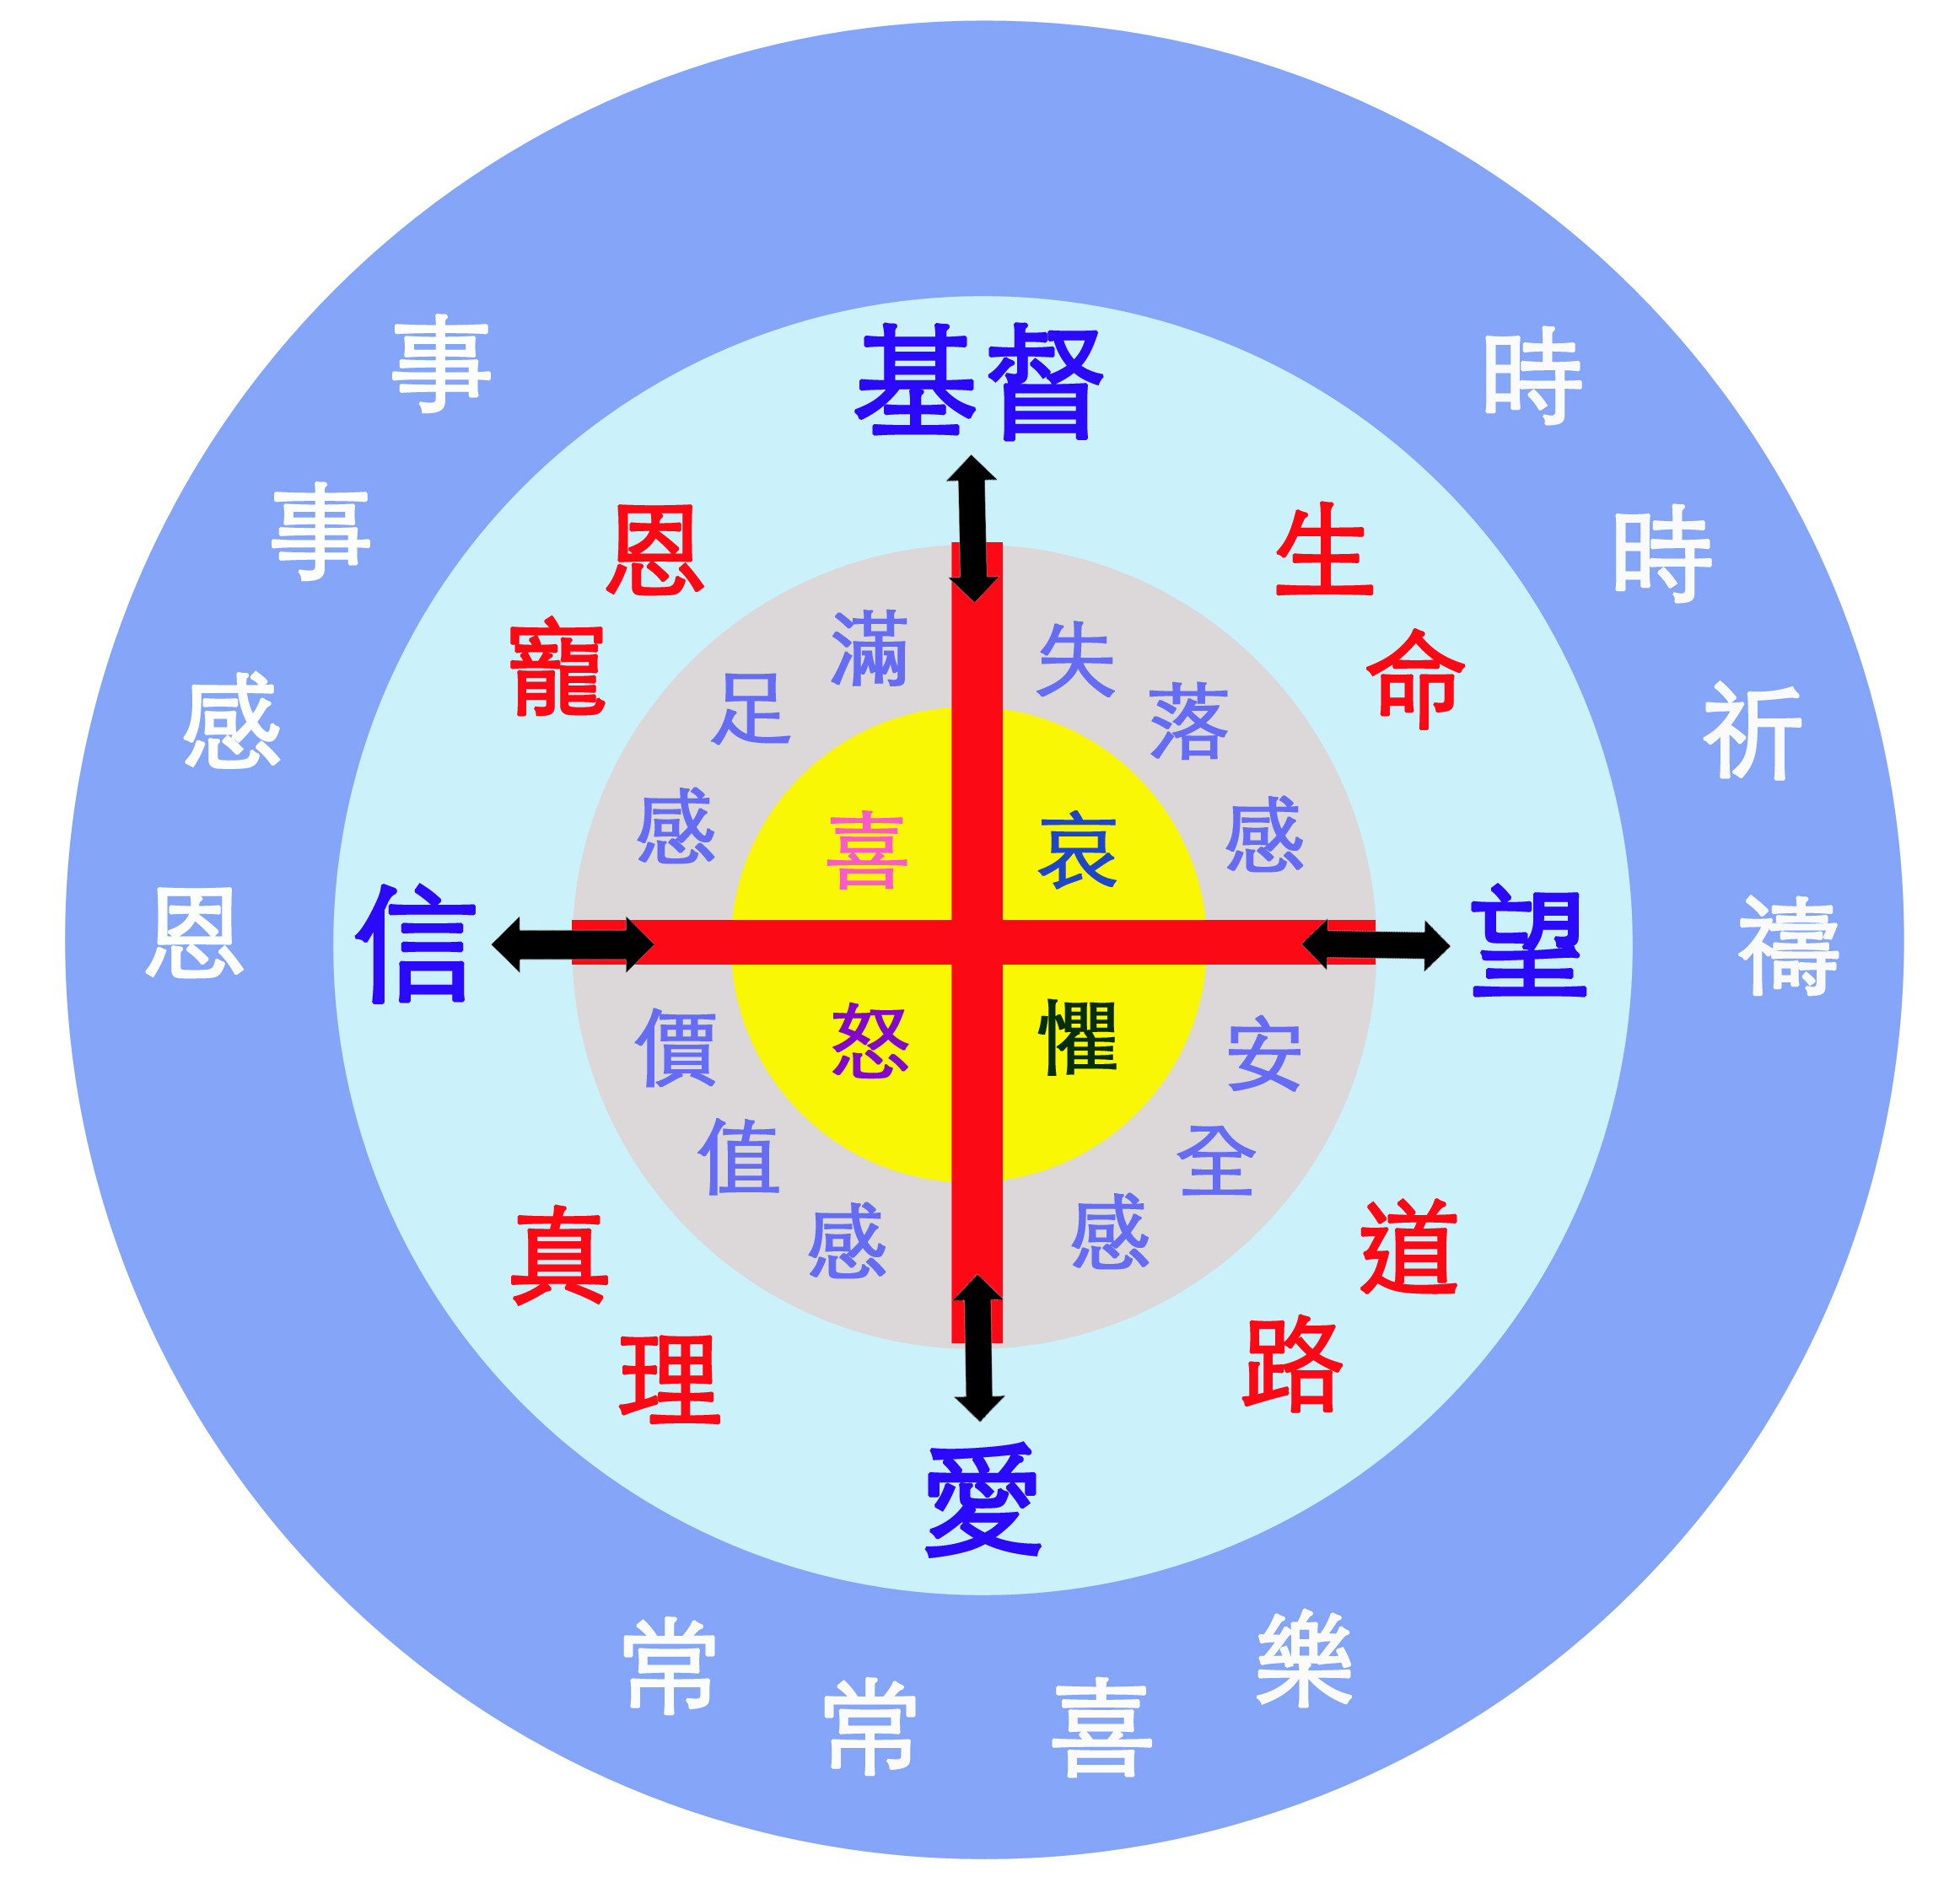 基督
信
望
愛
恩寵
生命
真理
道路
滿足感
失落感
價值感
安全感
喜
哀
怒
懼
事事感恩
時時祈禱
常常喜樂